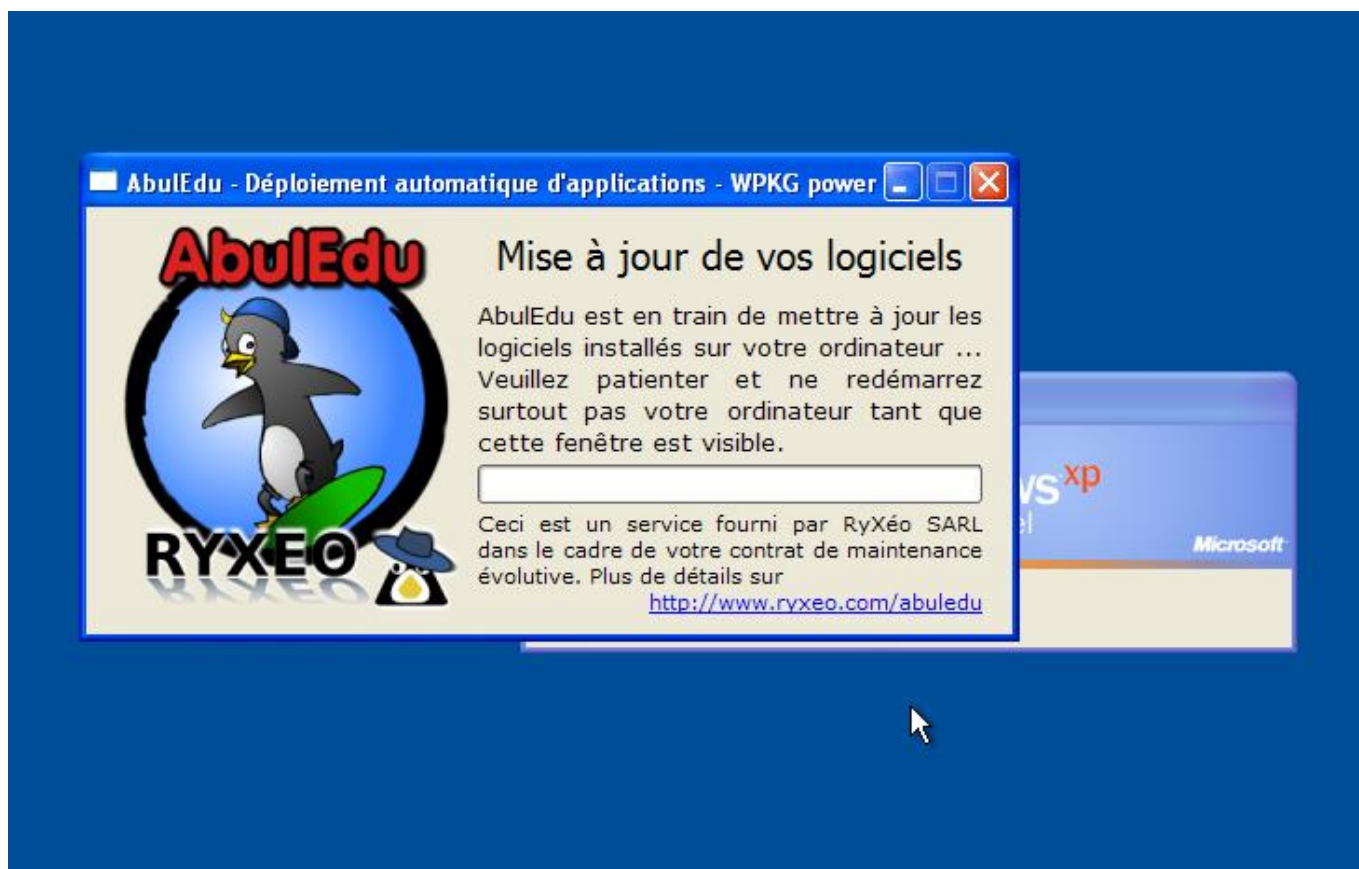 AbulEdu - Déploiement automatique d'applications - WPKG power
AbulEdu
Mise à jour de vos logiciels
AbulEdu est en train de mettre à jour les
logiciels installés sur votre ordinateur ...
Veuillez patienter et ne redémarrez
surtout pas votre ordinateur tant que
cette fenêtre est visible.
Ceci est un service fourni par RyXéo SARL
dans le cadre de votre contrat de maintenance
évolutive. Plus de détails sur
http://www.ryxeo.com/abuledu
RYXEO
ws xp
el
Microsoft